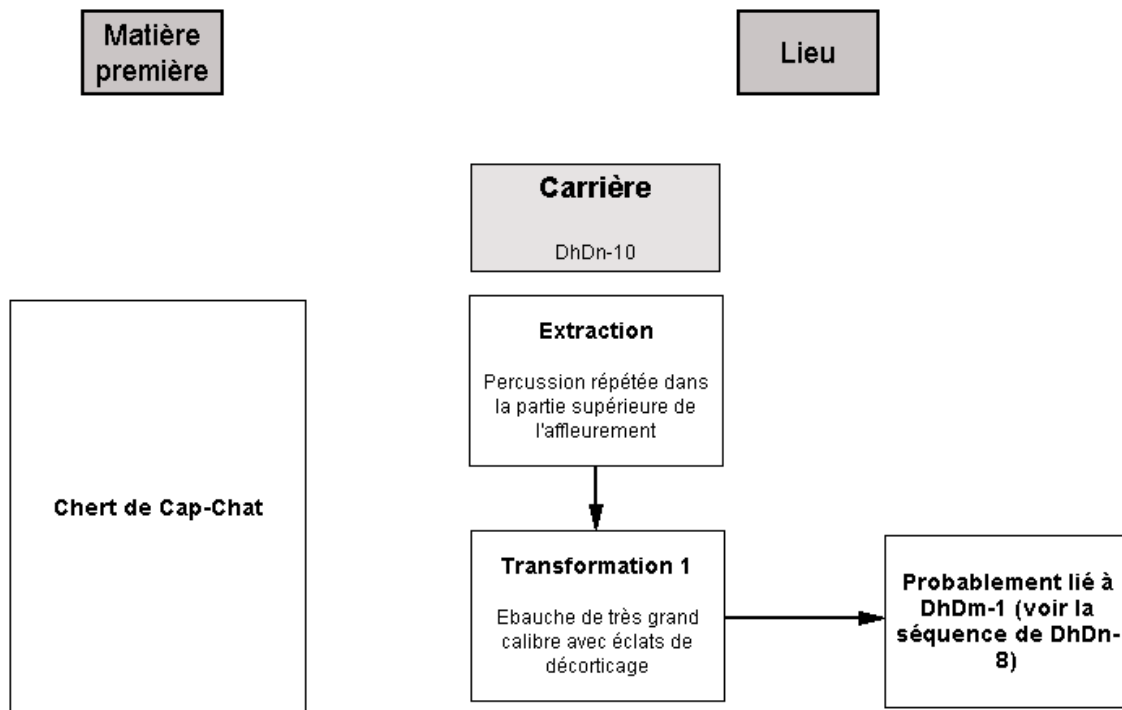 Matière
première
Lieu
Carrière
DhDn-10
Extraction
Percussion répétée dans
la partie supérieure de
l'affleurement
Chert de Cap-Chat
Transformation 1
Ebauche de très grand
calibre avec éclats de
décorticage
Probablement lié à
DhDm-1 (voir la
séquence de DhDn-
8)